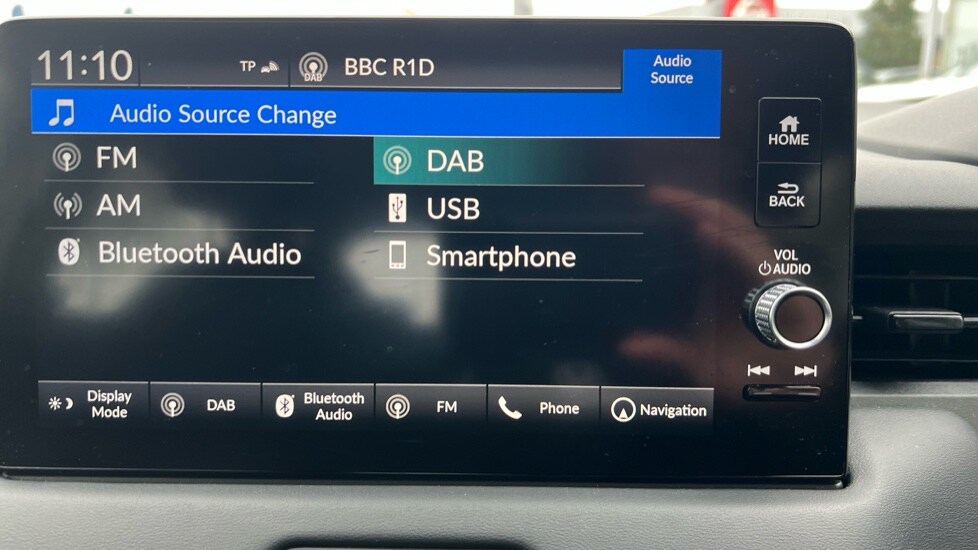 11:10
TP
DAB
BBC R1D
Audio
Source
Audio Source Change
FM
DAB
AM
USB
Bluetooth Audio
Smartphone
HOME
BACK
VOL
AUDIO
Display
Mode
DAB
Bluetooth
Audio
FM
Phone
Navigation